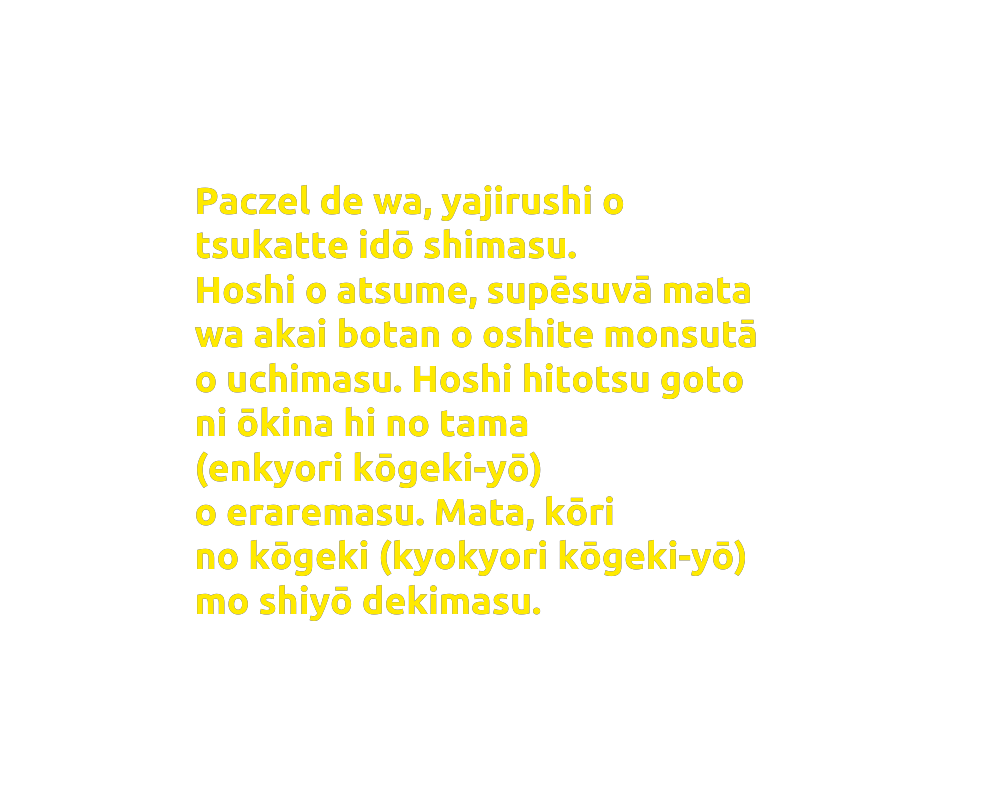 Paczel de wa, yajirushi o
tsukatte idō shimasu.
Hoshi o atsume, supēsuvā mata
wa akai botan o oshite monsutā
o uchimasu. Hoshi hitotsu goto
ni ōkina hi no tama
(enkyori kōgeki-yō)
o eraremasu. Mata, kōri
no kōgeki (kyokyori kōgeki-yō)
mo shiyō dekimasu.